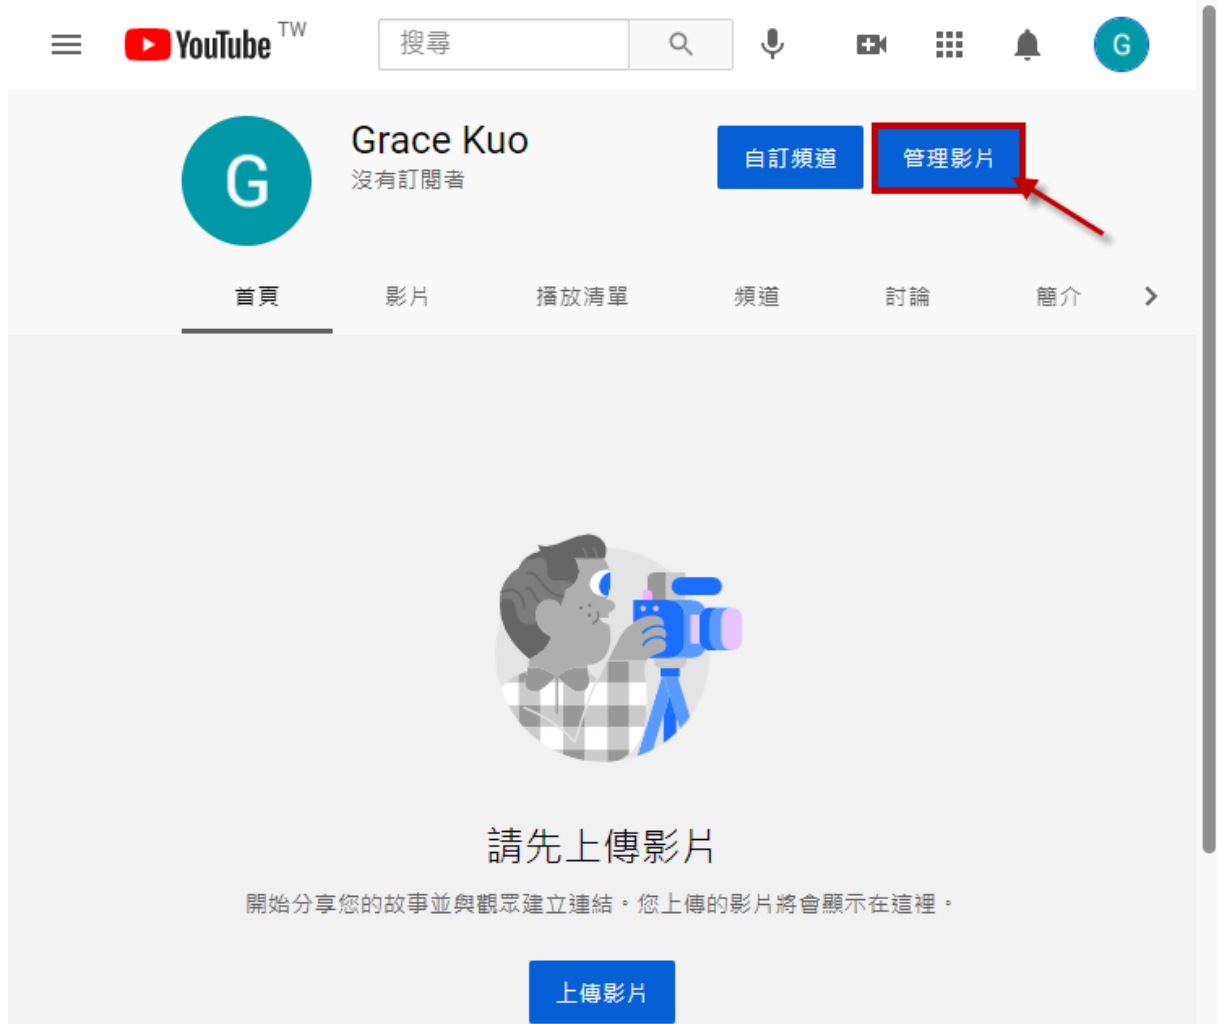 YouTube TW
搜尋
G
G
Grace Kuo
沒有訂閱者
自訂頻道
管理影片
首頁
影片
播放清單
頻道
討論
簡介
請先上傳影片
開始分享您的故事並與觀眾建立連結。您上傳的影片將會顯示在這裡。
上傳影片